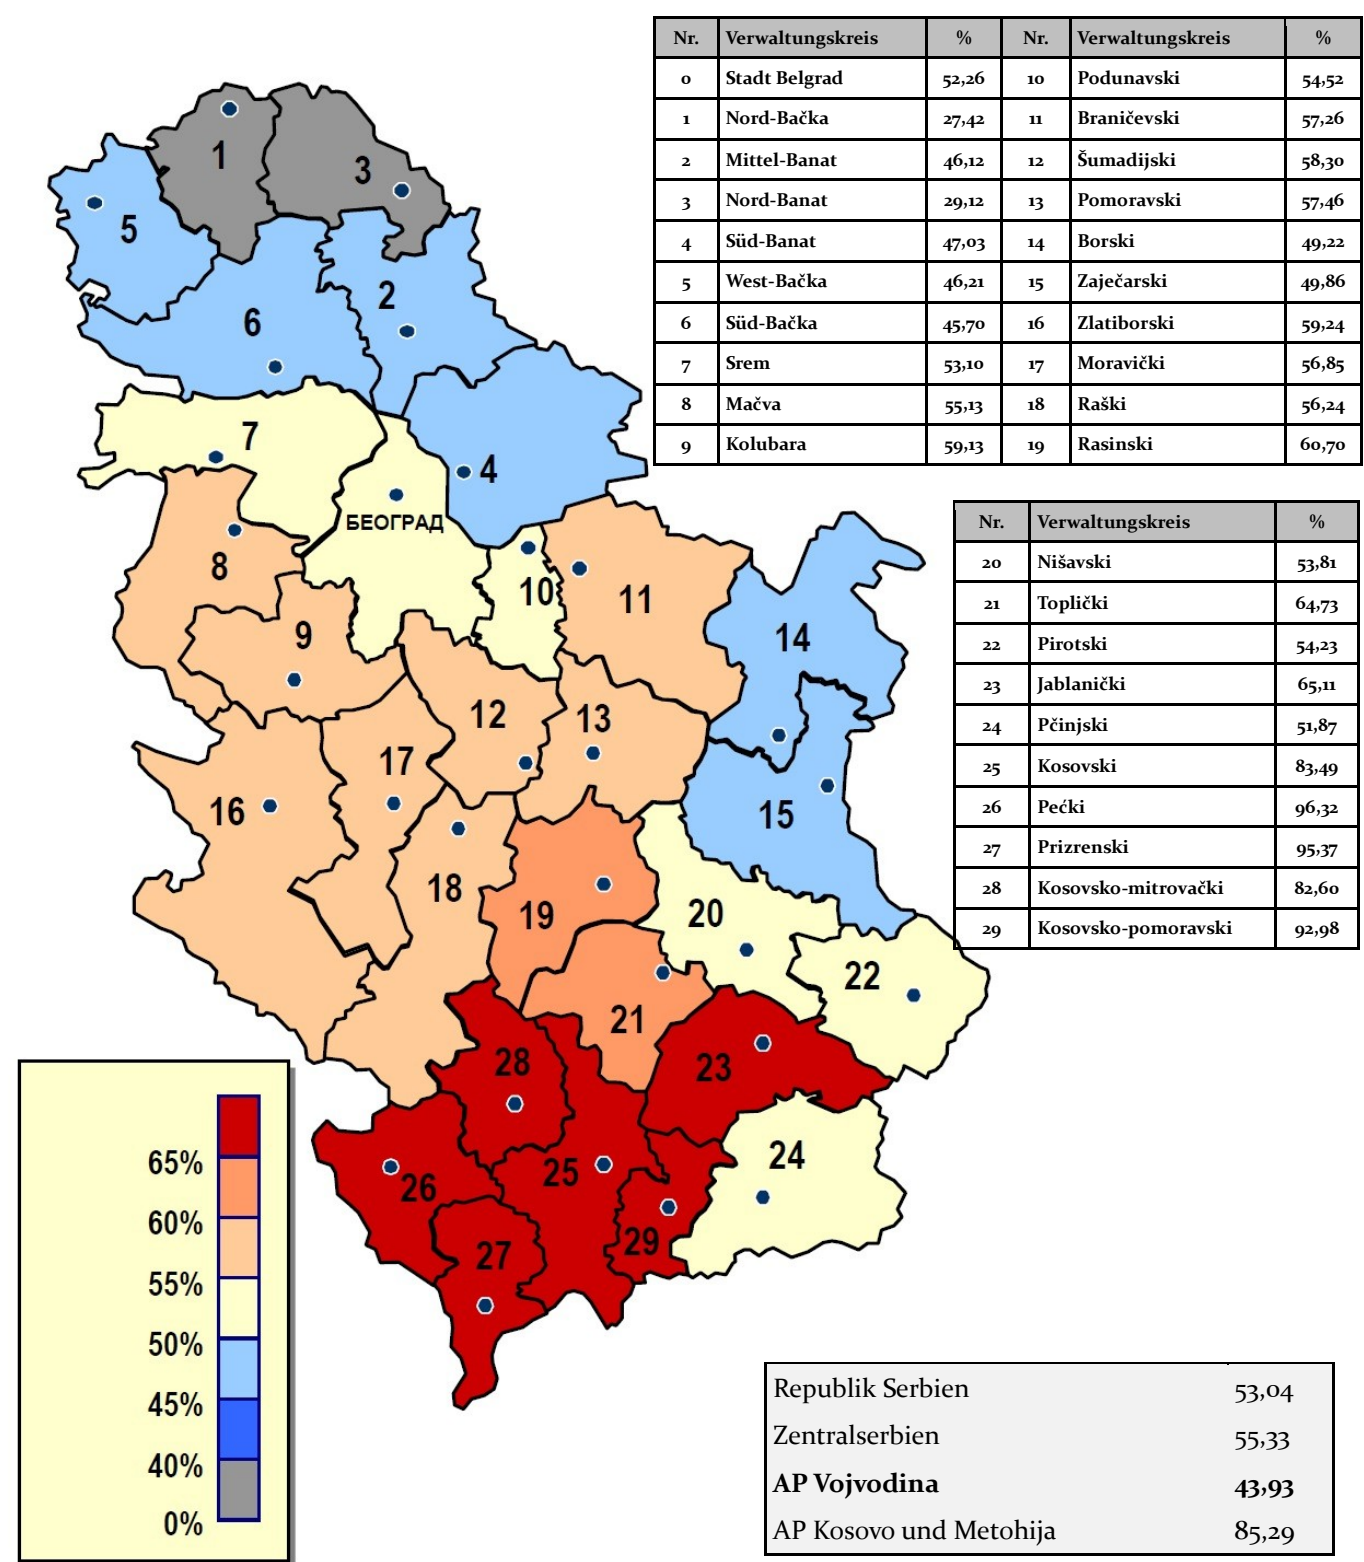 Nr. Verwaltungskreis % Nr. Verwaltungskreis %
0 Stadt Belgrad 52,26 10 Podunavski 54,52
1 Nord-Bačka 27,42 11 Braničevski 57,26
2 Mittel-Banat 46,12 12 Šumadijski 58,30
3 Nord-Banat 29,12 13 Pomoravski 57,46
4 Süd-Banat 47,03 14 Borski 49,22
5 West-Bačka 46,21 15 Zaječarski 49,86
6 Süd-Bačka 45,70 16 Zlatiborski 59,24
7 Srem 53,10 17 Moravički 56,85
8 Mačva 55,13 18 Raški 56,24
9 Kolubara 59,13 19 Rasinski 60,70
Nr. Verwaltungskreis %
20 Nišavski 53,81
21 Toplički 64,73
22 Pirotski 54,23
23 Jablanički 65,11
24 Pčinjski 51,87
25 Kosovski 83,49
26 Pećki 96,32
27 Prizrenski 95,37
28 Kosovsko-mitrovački 82,60
29 Kosovsko-pomoravski 92,98
1
3
5
2
6
7
4
БЕОГРАД
8
10
11
9
14
12
13
17
16
15
18
19
20
22
21
28
23
24
25
26
29
27
65%
60%
55%
50%
45%
40%
0%
Republik Serbien 53,04
Zentralserbien 55,33
AP Vojvodina 43,93
AP Kosovo und Metohija 85,29